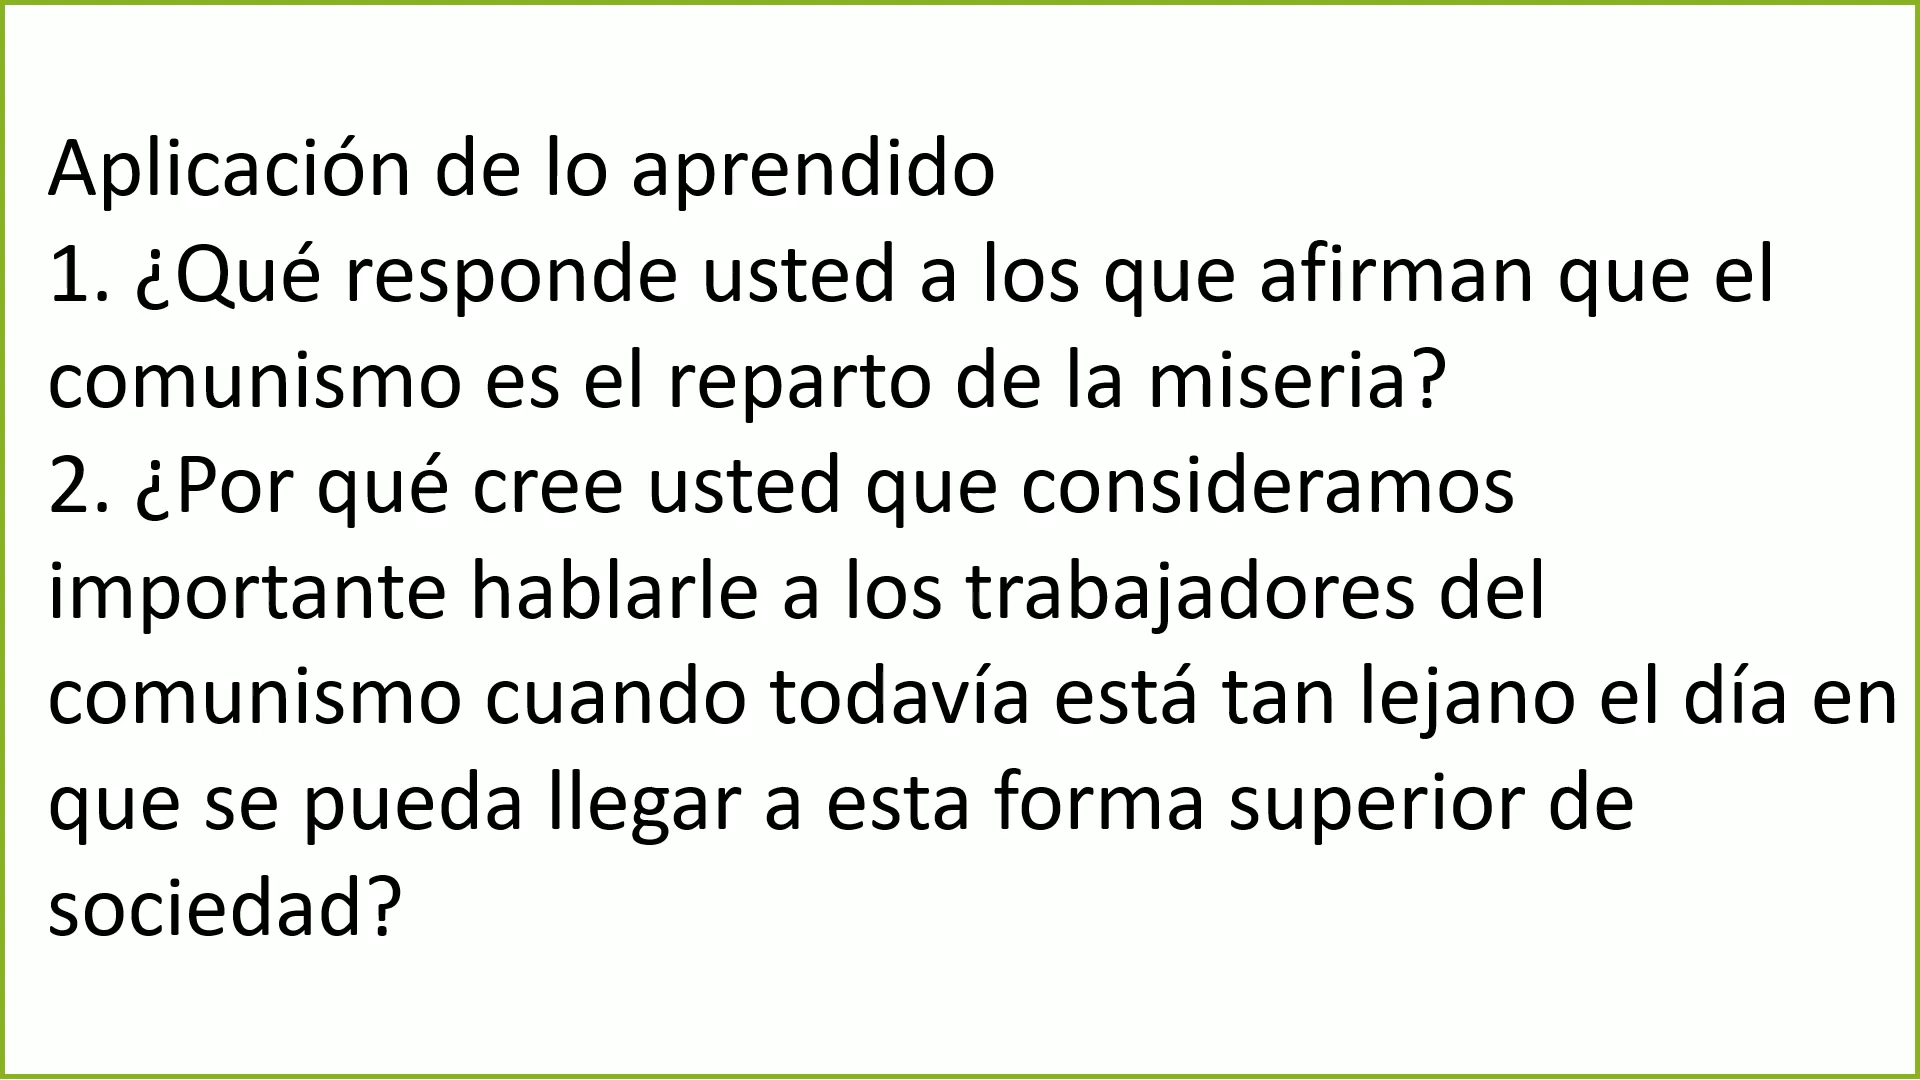 Aplicación de lo aprendido
1. ¿Qué responde usted a los que afirman que el
comunismo es el reparto de la miseria?
2. ¿Por qué cree usted que consideramos
importante hablarle a los trabajadores del
comunismo cuando todavía está tan lejano el día en
que se pueda llegar a esta forma superior de
sociedad?